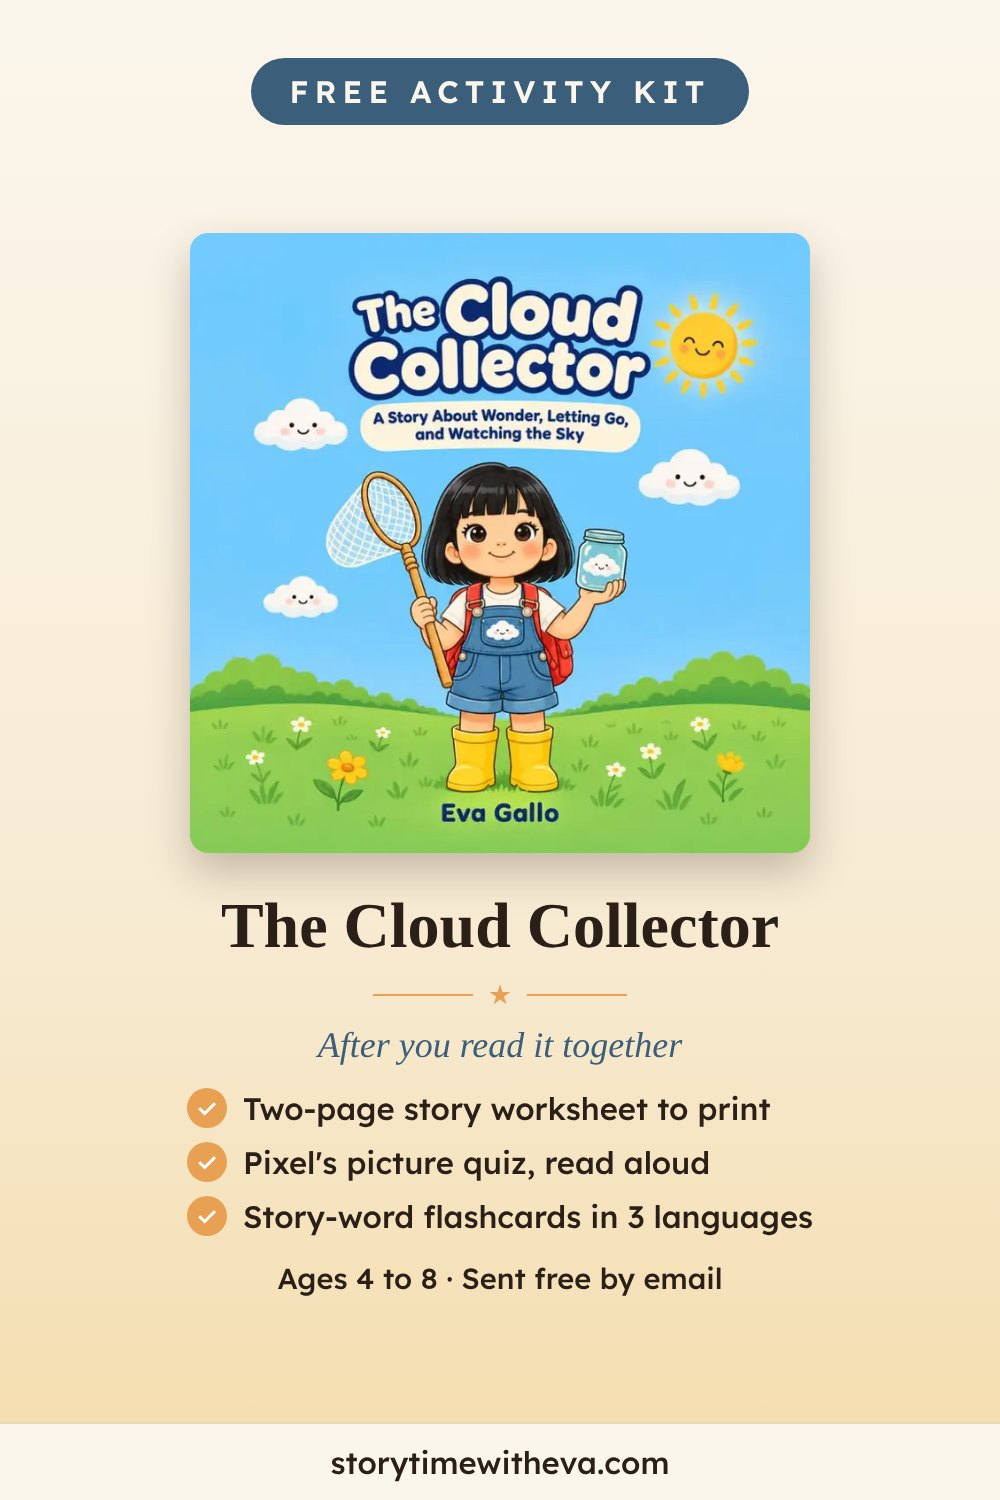 FREE ACTIVITY KIT
The Cloud
Collector
A Story About Wonder, Letting Go,
and Watching the Sky
Eva Gallo
The Cloud Collector
After you read it together
Two-page story worksheet to print
Pixel's picture quiz, read aloud
Story-word flashcards in 3 languages
Ages 4 to 8 · Sent free by email
storytimewitheva.com